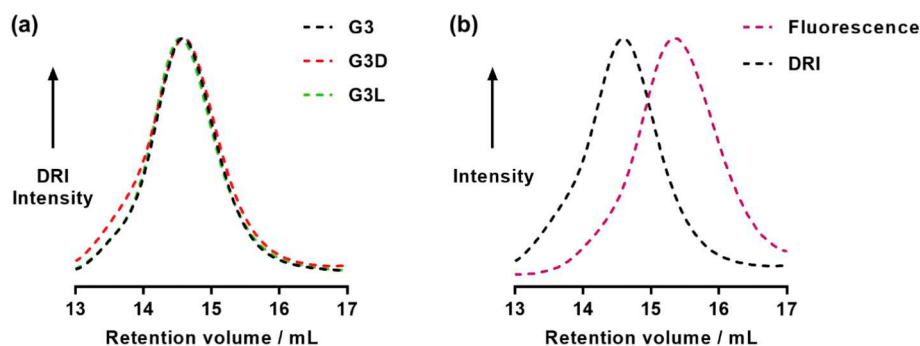 (a)
G3
G3D
G3L
DRI
Intensity
13 14 15 16 17
Retention volume / mL
(b)
Fluorescence
DRI
Intensity
13 14 15 16 17
Retention volume / mL